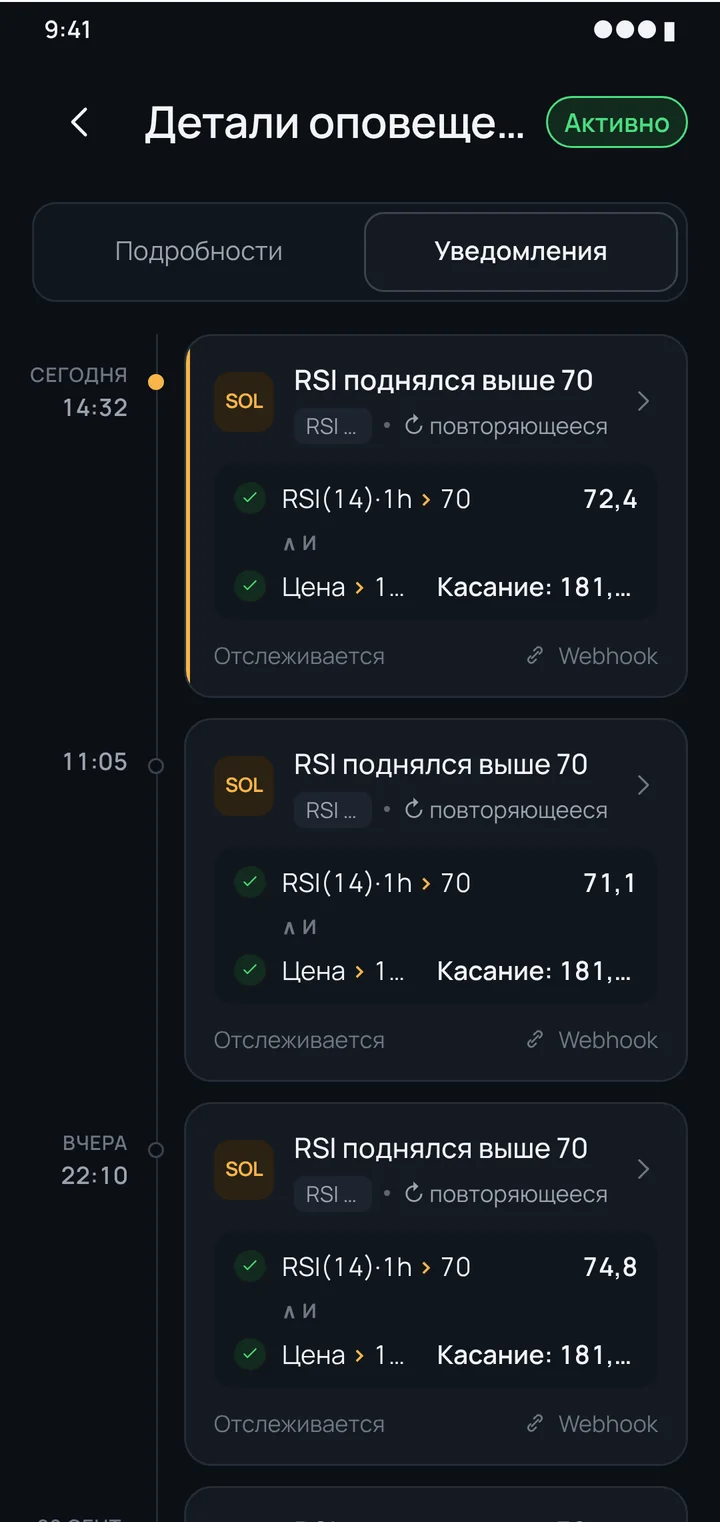 9:41
Детали оповеще...
Активно
Подробности
Уведомления
СЕГОДНЯ
14:32
SOL
RSI поднялся выше 70
RSI ...
• повторяющееся
RSI(14)·1h > 70
72,4
∧ И
Цена > 1...
Касание: 181,...
Отслеживается
Webhook
11:05
SOL
RSI поднялся выше 70
RSI ...
• повторяющееся
RSI(14)·1h > 70
71,1
∧ И
Цена > 1...
Касание: 181,...
Отслеживается
Webhook
ВЧЕРА
22:10
SOL
RSI поднялся выше 70
RSI ...
• повторяющееся
RSI(14)·1h > 70
74,8
∧ И
Цена > 1...
Касание: 181,...
Отслеживается
Webhook